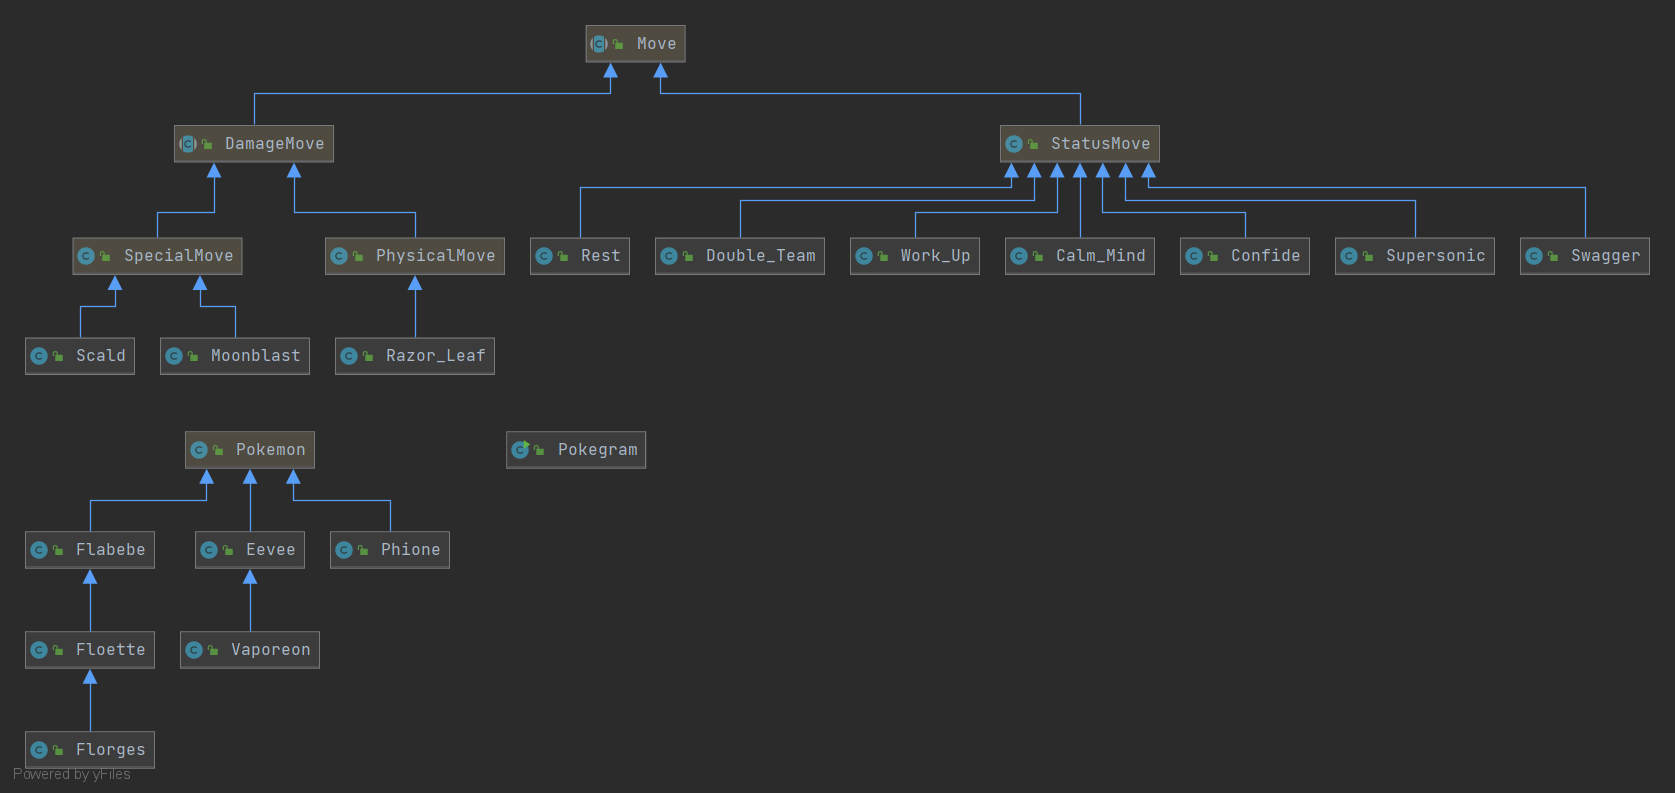 Move
DamageMove
StatusMove
SpecialMove
PhysicalMove
Rest
Double_Team
Work_Up
Calm_Mind
Confide
Supersonic
Swagger
Scald
Moonblast
Razor_Leaf
Pokemon
Pokegram
Flabebe
Eevee
Phione
Floette
Vaporeon
Florges
Powered by yFiles